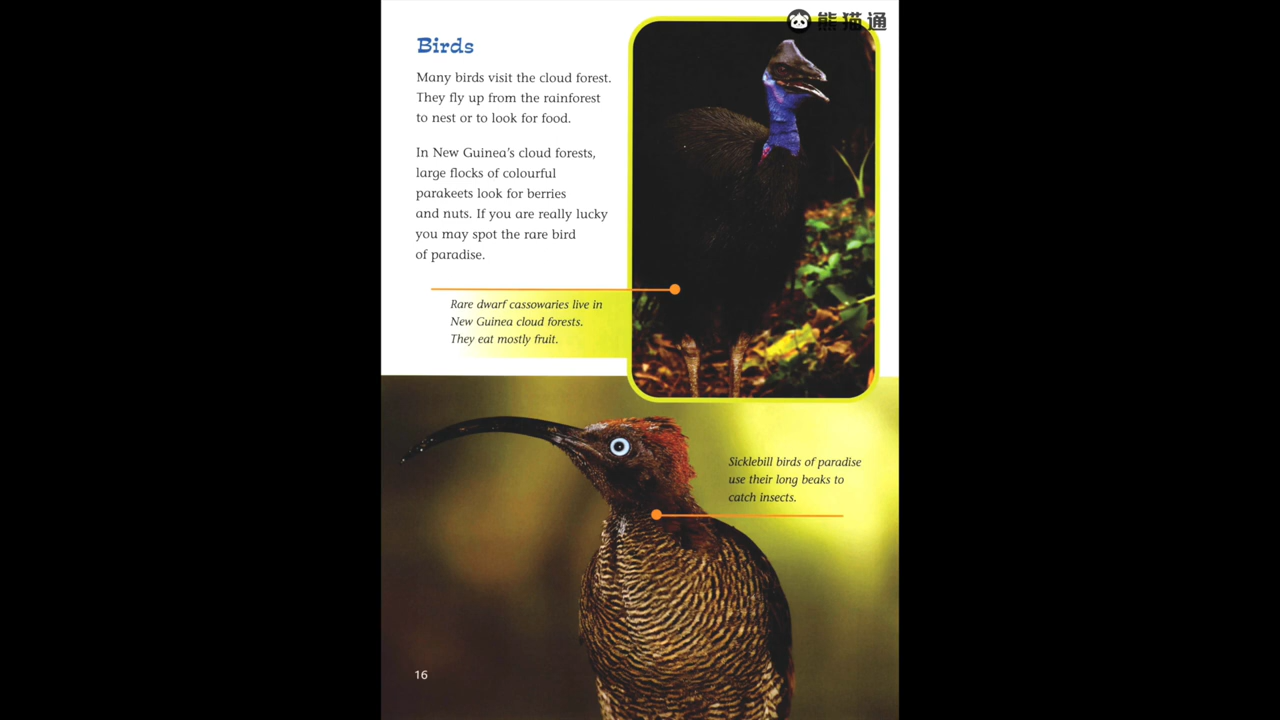 熊猫通
Birds
Many birds visit the cloud forest.
They fly up from the rainforest
to nest or to look for food.
In New Guinea's cloud forests,
large flocks of colourful
parakeets look for berries
and nuts. If you are really lucky
you may spot the rare bird
of paradise.
Rare dwarf cassowaries live in
New Guinea cloud forests.
They eat mostly fruit.
Sicklebill birds of paradise
use their long beaks to
catch insects.
16